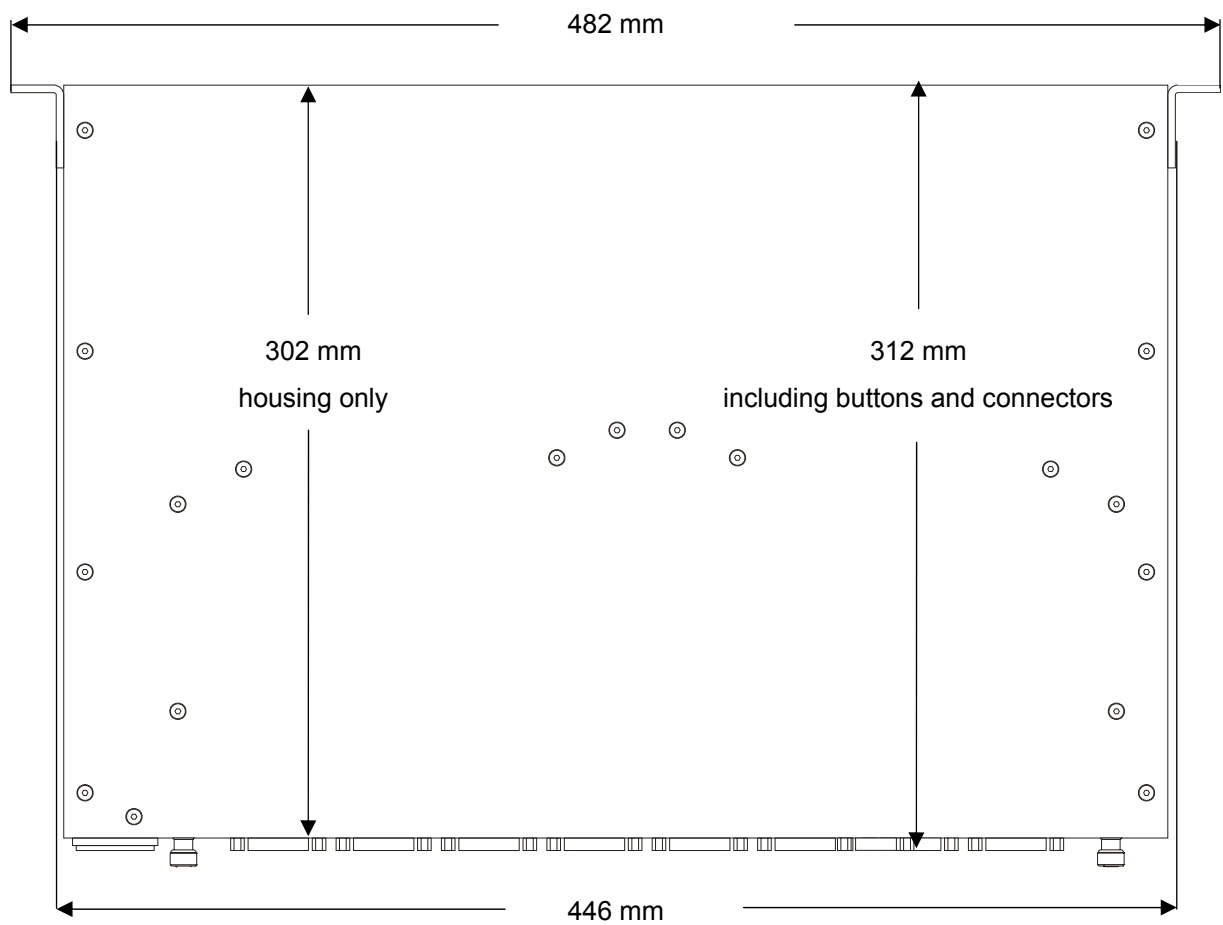 482 mm
302 mm
housing only
312 mm
including buttons and connectors
446 mm